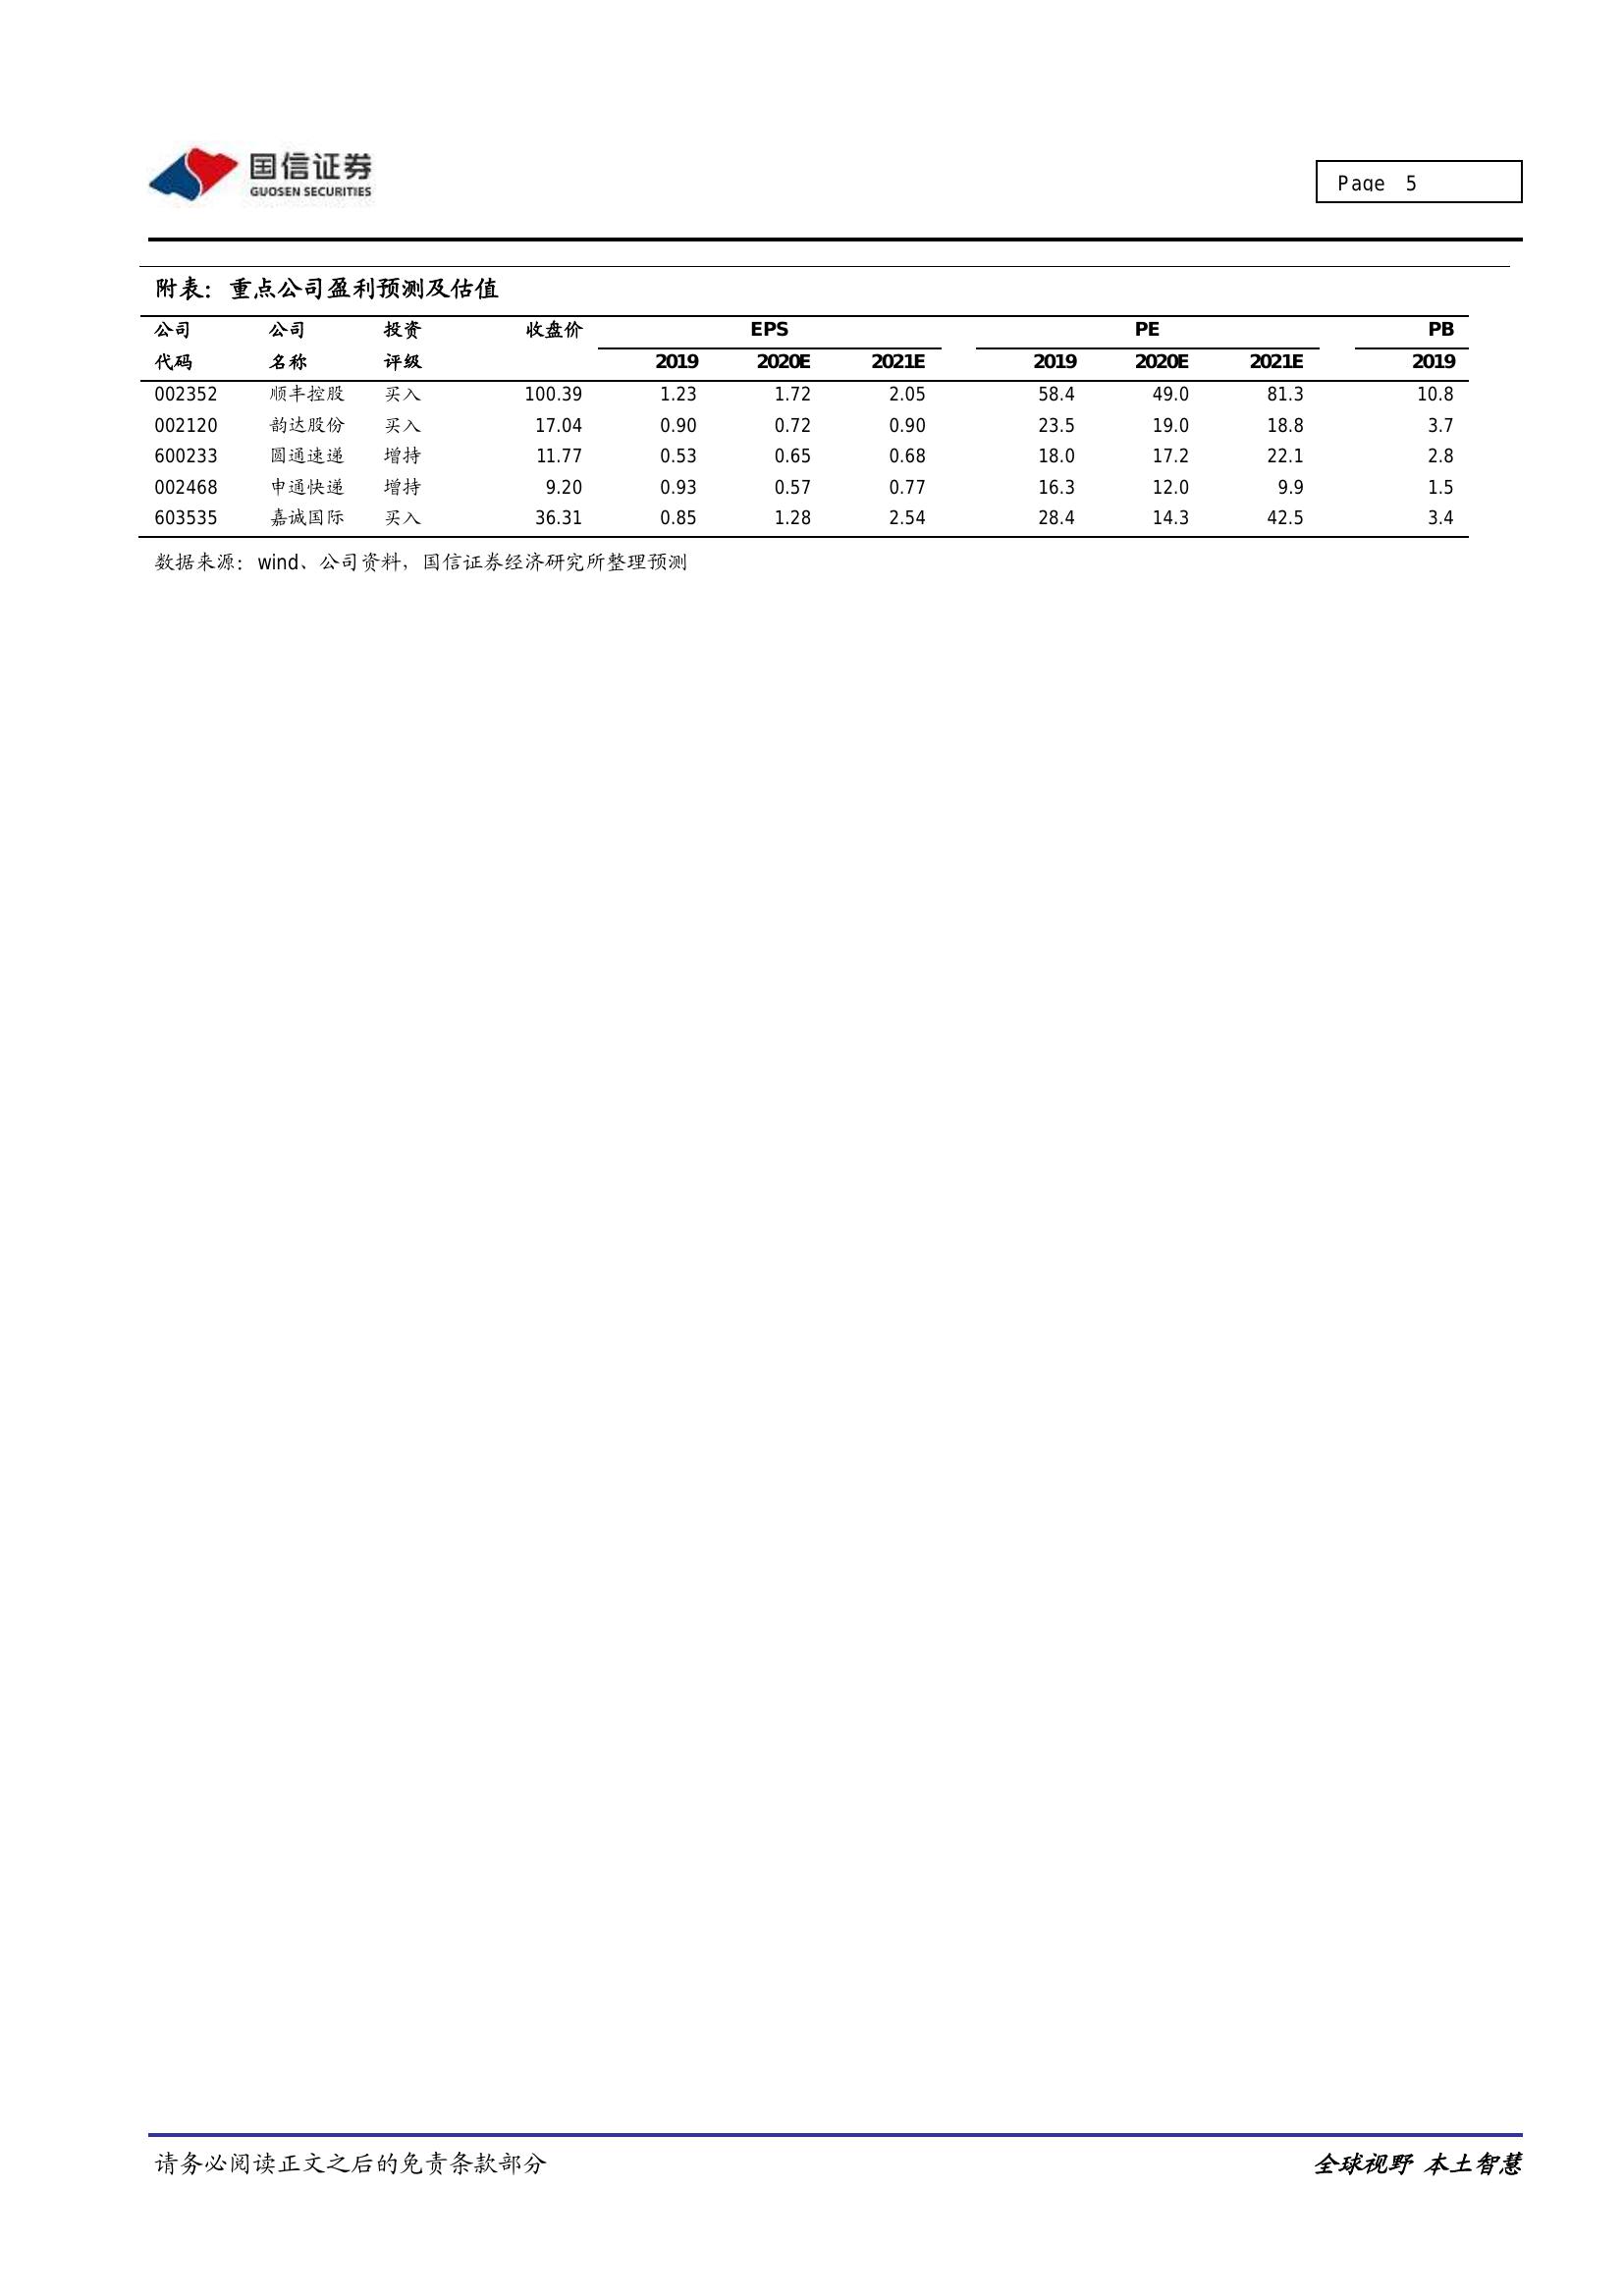 国信证券
GUOSEN SECURITIES
Page 5
附表：重点公司盈利预测及估值
公司 公司 投资 收盘价 EPS PE PB
代码 名称 评级 2019 2020E 2021E 2019 2020E 2021E 2019
002352 顺丰控股 买入 100.39 1.23 1.72 2.05 58.4 49.0 81.3 10.8
002120 韵达股份 买入 17.04 0.90 0.72 0.90 23.5 19.0 18.8 3.7
600233 圆通速递 增持 11.77 0.53 0.65 0.68 18.0 17.2 22.1 2.8
002468 申通快递 增持 9.20 0.93 0.57 0.77 16.3 12.0 9.9 1.5
603535 嘉诚国际 买入 36.31 0.85 1.28 2.54 28.4 14.3 42.5 3.4
数据来源：wind、公司资料，国信证券经济研究所整理预测
请务必阅读正文之后的免责条款部分
全球视野 本土智慧